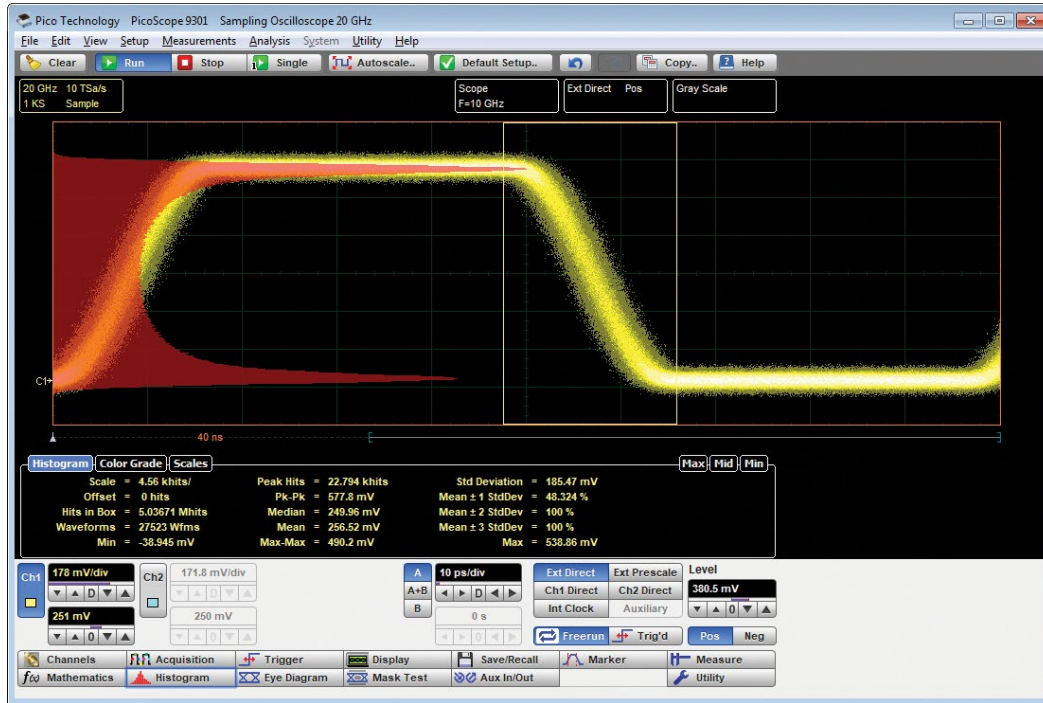 Pico Technology PicoScope 9301 Sampling Oscilloscope 20 GHz
File Edit View Setup Measurements Analysis System Utility Help
Clear Run Stop Single Autoscale.. Default Setup.. Copy.. Help
20 GHz 10 TSa/s
1 KS Sample
Scope
F=10 GHz
Ext Direct Pos
Gray Scale
C1
40 ns
Histogram Color Grade Scales Max Mid Min
Scale = 4.56 khits/ Peak Hits = 22.794 khits Std Deviation = 185.47 mV
Offset = 0 hits Pk-Pk = 577.8 mV Mean ± 1 StdDev = 48.324 %
Hits in Box = 5.03671 Mhits Median = 249.96 mV Mean ± 2 StdDev = 100 %
Waveforms = 27523 Wfms Mean = 256.52 mV Mean ± 3 StdDev = 100 %
Min = -38.945 mV Max-Max = 490.2 mV Max = 538.86 mV
Ch1 178 mV/div Ch2 171.8 mV/div A 10 ps/div Ext Direct Ext Prescale Level
D D A+B D Ch1 Direct Ch2 Direct 380.5 mV
251 mV 250 mV B 0 s Int Clock Auxiliary 0
0 0 0 Freerun Trig'd Pos Neg
Channels Acquisition Trigger Display Save/Recall Marker Measure
fω Mathematics Histogram Eye Diagram Mask Test Aux In/Out Utility